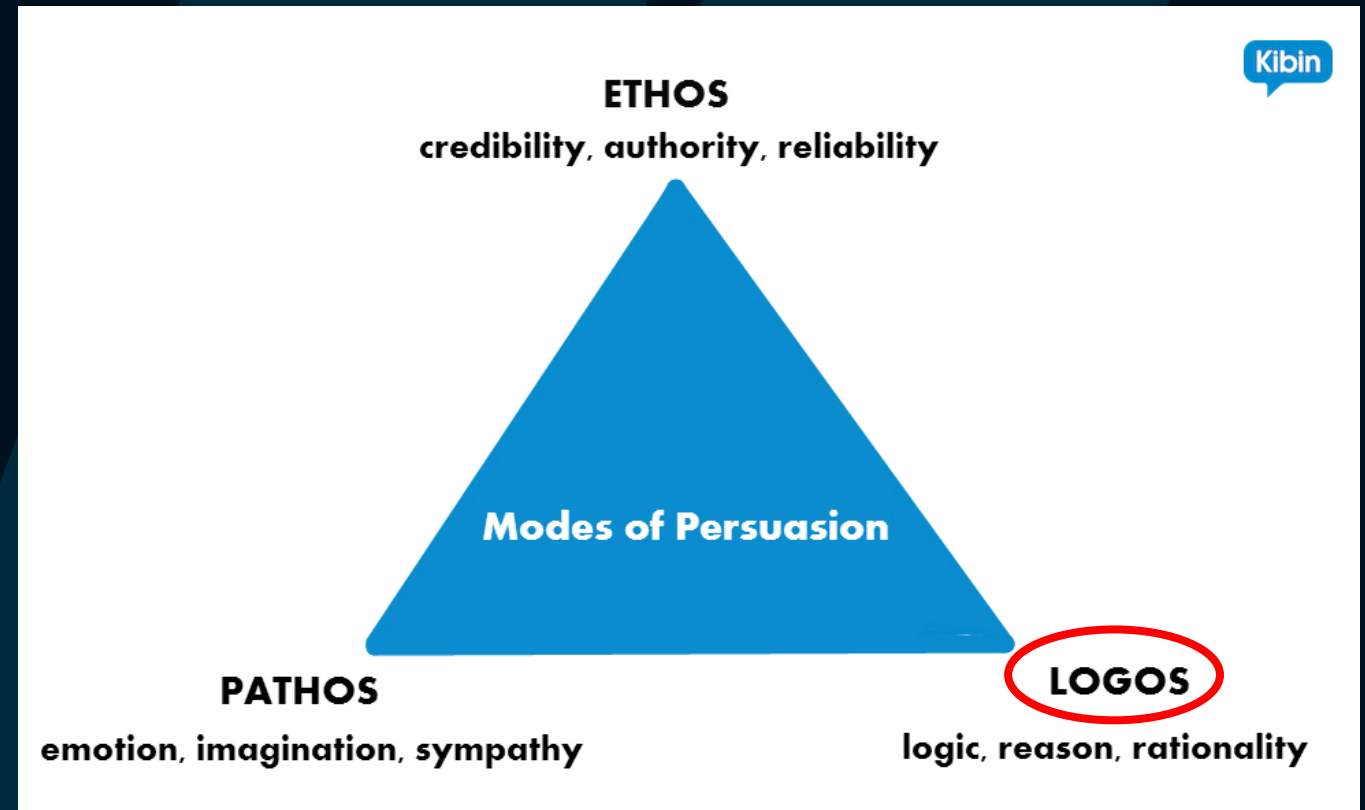 Kibin
ETHOS
credibility, authority, reliability
Modes of Persuasion
PATHOS
emotion, imagination, sympathy
LOGOS
logic, reason, rationality